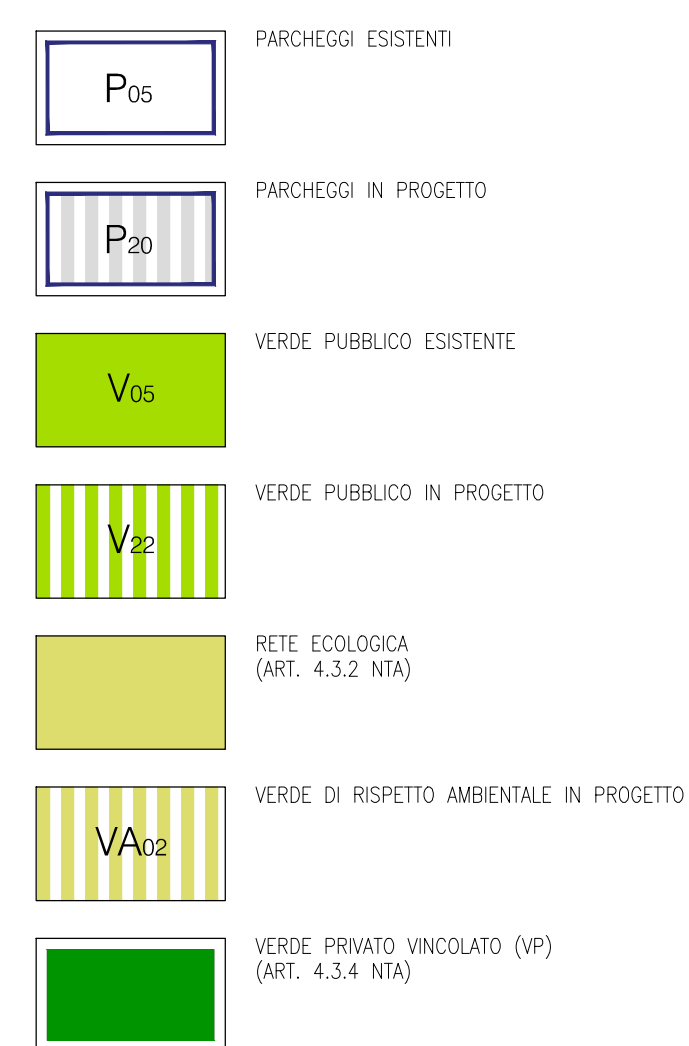 PARCHEGGI ESISTENTI
P05
PARCHEGGI IN PROGETTO
P20
VERDE PUBBLICO ESISTENTE
V05
VERDE PUBBLICO IN PROGETTO
V22
RETE ECOLOGICA
(ART. 4.3.2 NTA)
VERDE DI RISPETTO AMBIENTALE IN PROGETTO
VA02
VERDE PRIVATO VINCOLATO (VP)
(ART. 4.3.4 NTA)